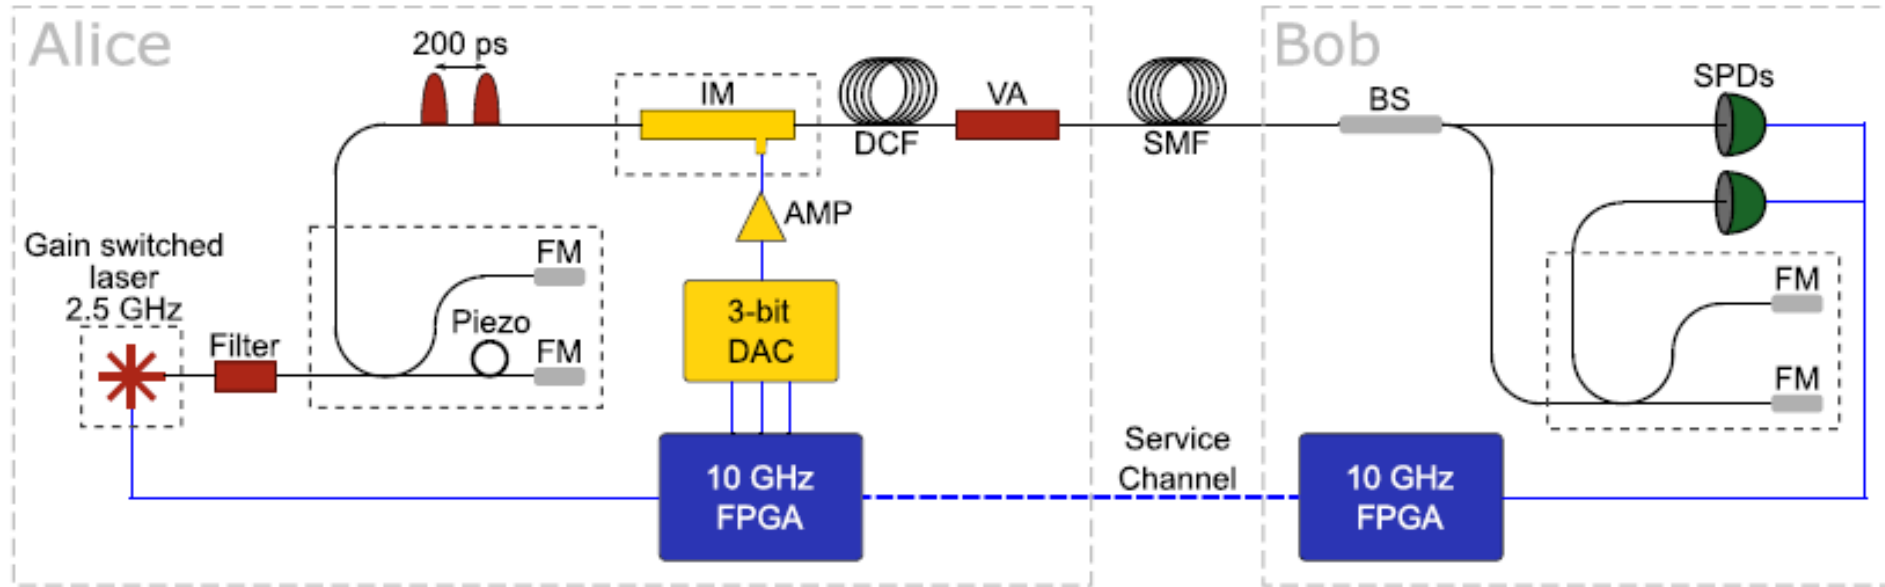 Alice
Bob
200 ps
IM
DCF
VA
SMF
BS
SPDs
AMP
Gain switched
laser
2.5 GHz
Filter
FM
Piezo
FM
3-bit
DAC
FM
FM
10 GHz
FPGA
Service
Channel
10 GHz
FPGA